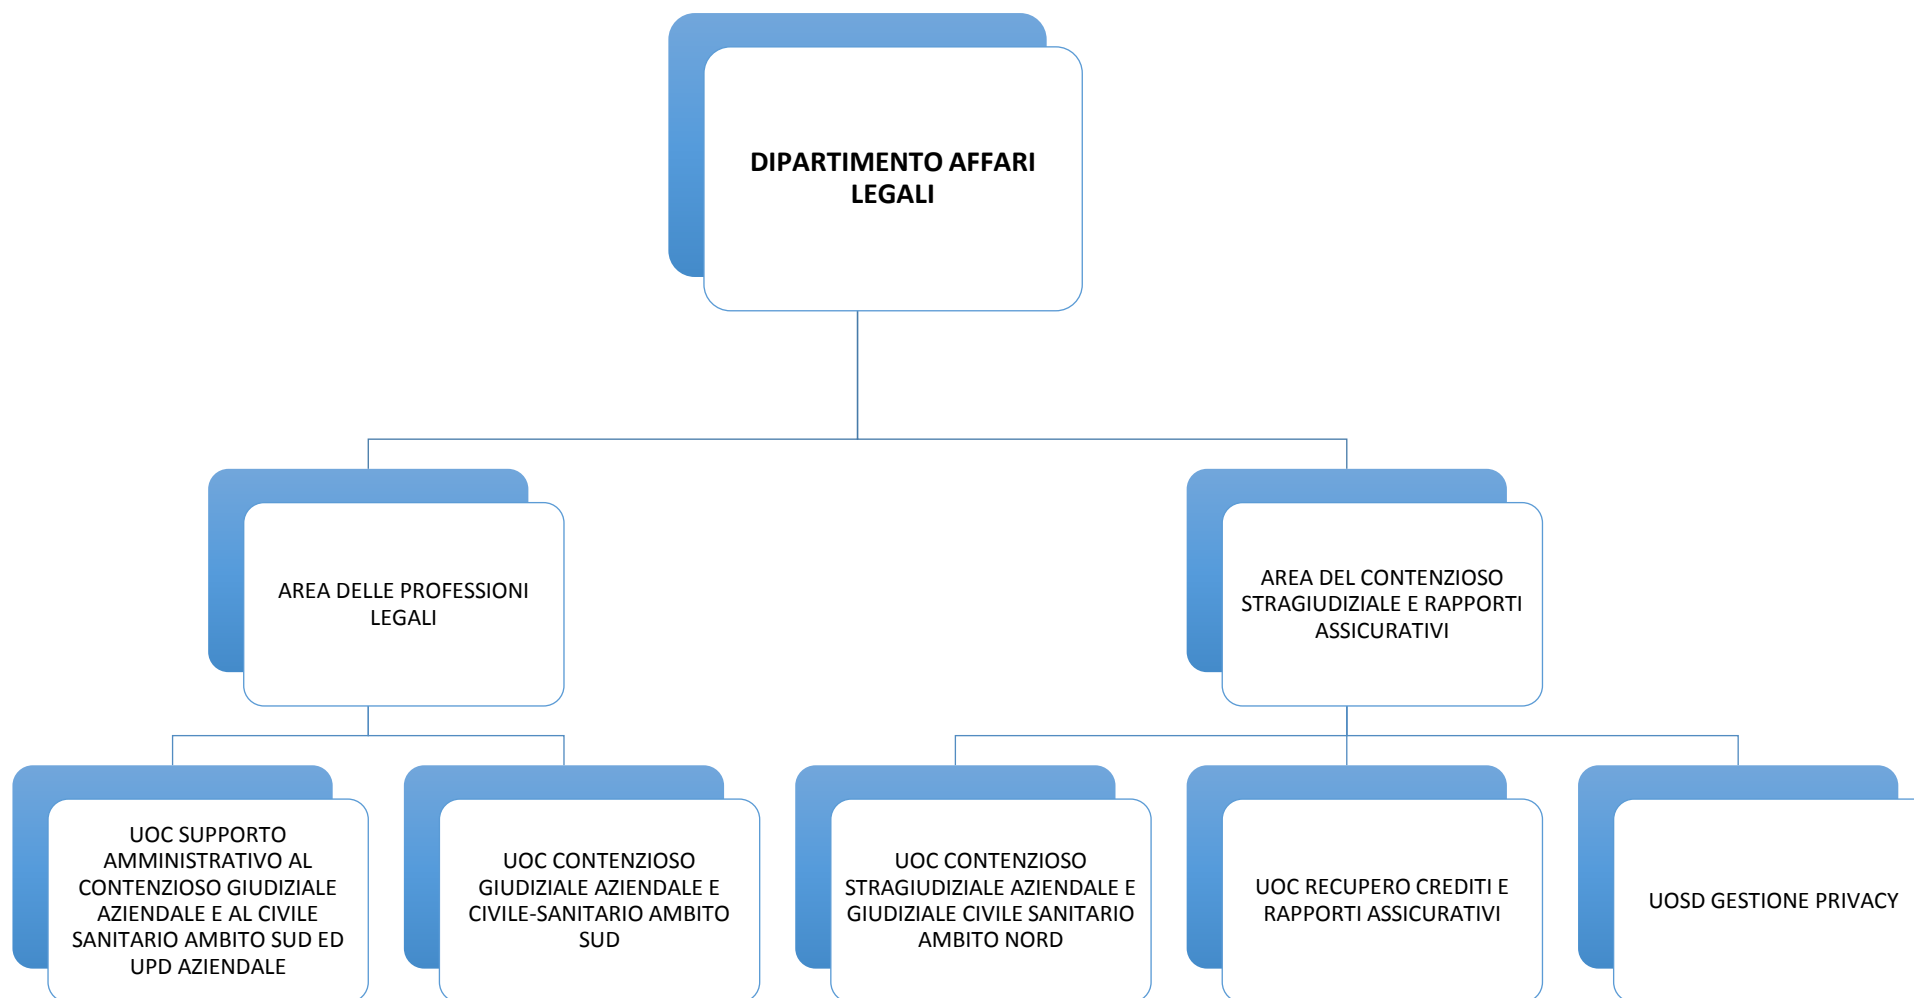 DIPARTIMENTO AFFARI
LEGALI
AREA DELLE PROFESSIONI
LEGALI
AREA DEL CONTENZIOSO
STRAGIUDIZIALE E RAPPORTI
ASSICURATIVI
UOC SUPPORTO
AMMINISTRATIVO AL
CONTENZIOSO GIUDIZIALE
AZIENDALE E AL CIVILE
SANITARIO AMBITO SUD ED
UPD AZIENDALE
UOC CONTENZIOSO
GIUDIZIALE AZIENDALE E
CIVILE-SANITARIO AMBITO
SUD
UOC CONTENZIOSO
STRAGIUDIZIALE AZIENDALE E
GIUDIZIALE CIVILE SANITARIO
AMBITO NORD
UOC RECUPERO CREDITI E
RAPPORTI ASSICURATIVI
UOSD GESTIONE PRIVACY